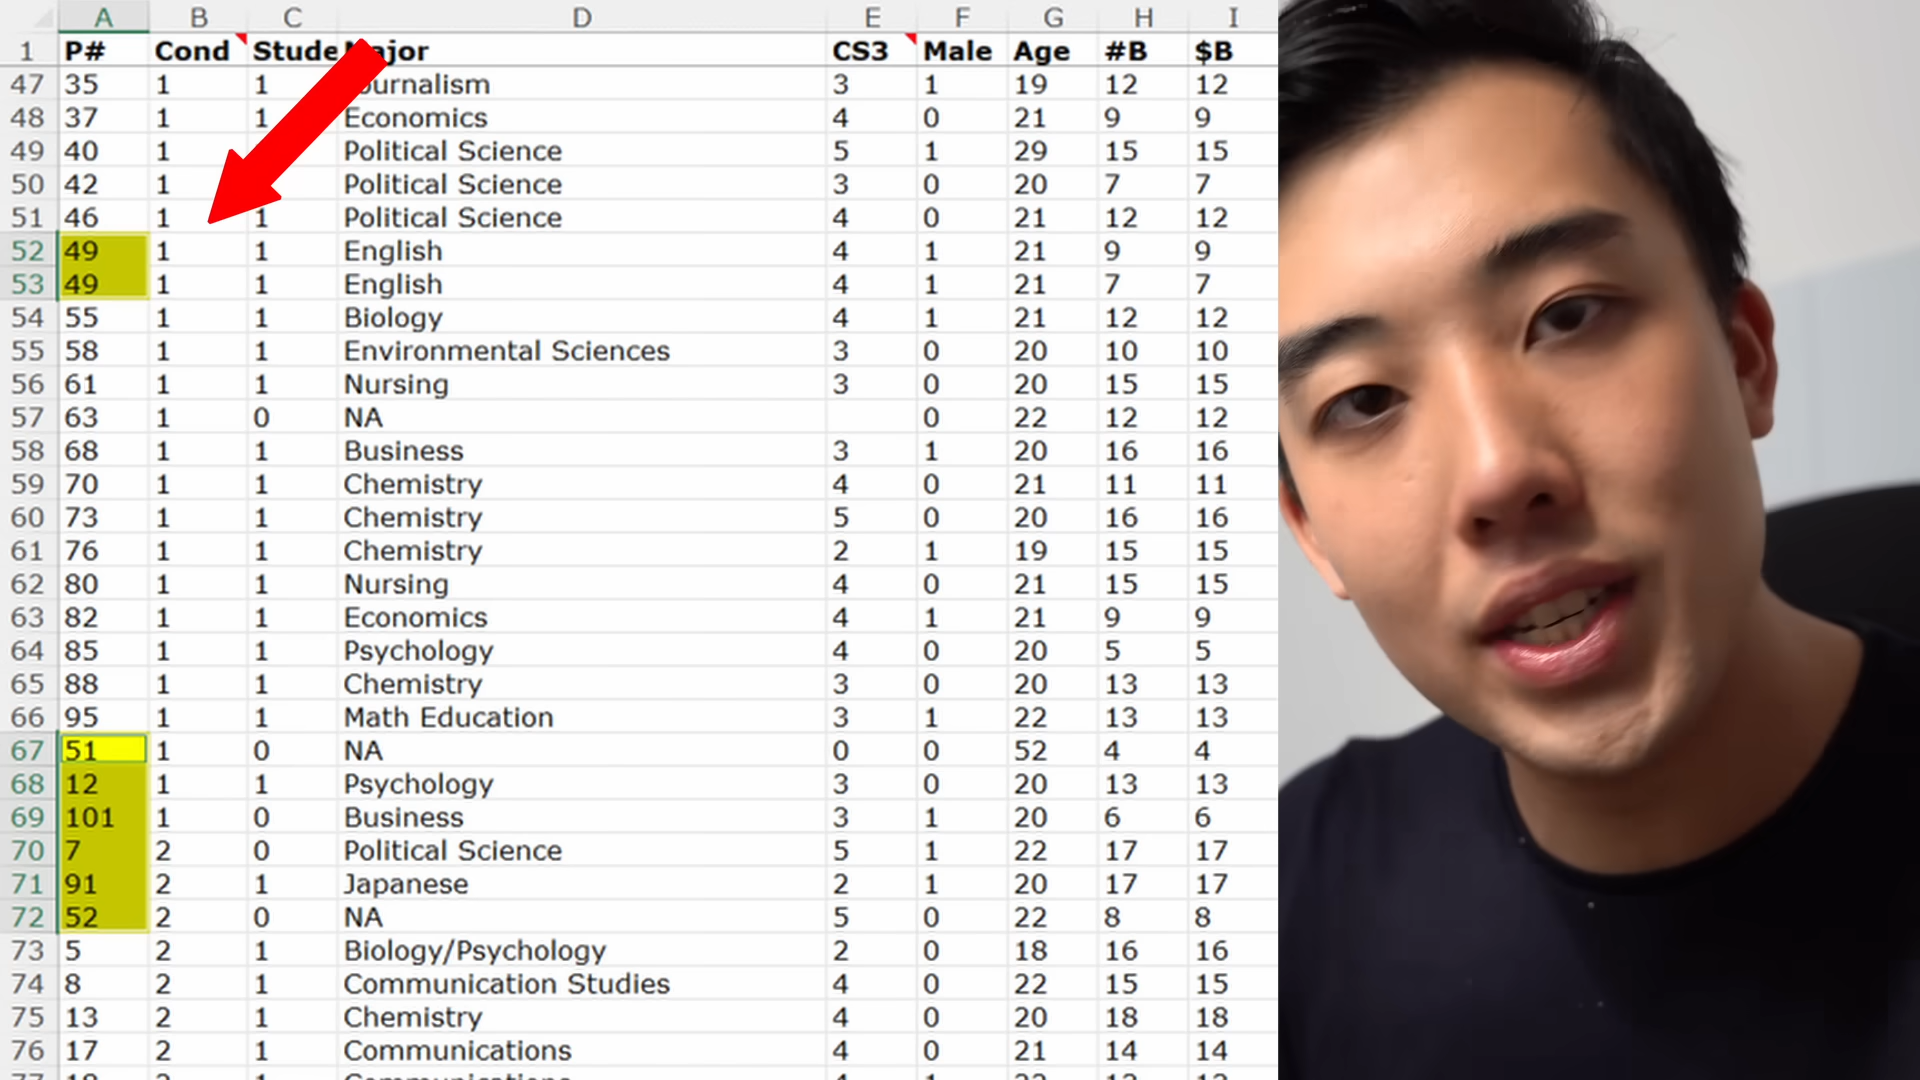 A B C D E F G H I
1 P# Cond Stude Major CS3 Male Age #B $B
47 35 1 1 Journalism 3 1 19 12 12
48 37 1 1 Economics 4 0 21 9 9
49 40 1 Political Science 5 1 29 15 15
50 42 1 Political Science 3 0 20 7 7
51 46 1 1 Political Science 4 0 21 12 12
52 49 1 1 English 4 1 21 9 9
53 49 1 1 English 4 1 21 7 7
54 55 1 1 Biology 4 1 21 12 12
55 58 1 1 Environmental Sciences 3 0 20 10 10
56 61 1 1 Nursing 3 0 20 15 15
57 63 1 0 NA 0 22 12 12
58 68 1 1 Business 3 1 20 16 16
59 70 1 1 Chemistry 4 0 21 11 11
60 73 1 1 Chemistry 5 0 20 16 16
61 76 1 1 Chemistry 2 1 19 15 15
62 80 1 1 Nursing 4 0 21 15 15
63 82 1 1 Economics 4 1 21 9 9
64 85 1 1 Psychology 4 0 20 5 5
65 88 1 1 Chemistry 3 0 20 13 13
66 95 1 1 Math Education 3 1 22 13 13
67 51 1 0 NA 0 0 52 4 4
68 12 1 1 Psychology 3 0 20 13 13
69 101 1 0 Business 3 1 20 6 6
70 7 2 0 Political Science 5 1 22 17 17
71 91 2 1 Japanese 2 1 20 17 17
72 52 2 0 NA 5 0 22 8 8
73 5 2 1 Biology/Psychology 2 0 18 16 16
74 8 2 1 Communication Studies 4 0 22 15 15
75 13 2 1 Chemistry 4 0 20 18 18
76 17 2 1 Communications 4 0 21 14 14